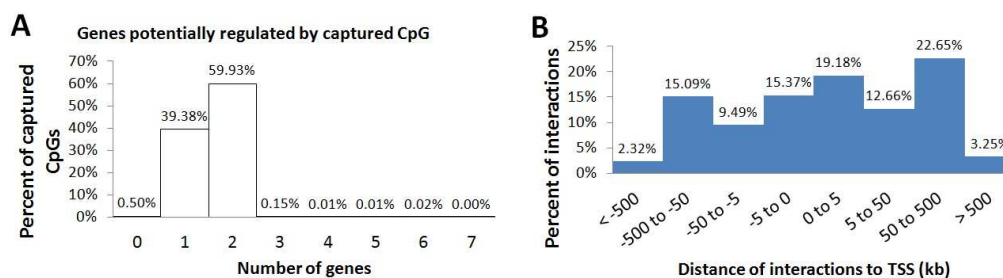 A
Genes potentially regulated by captured CpG
Percent of captured
CpGs
70%
60%
50%
40%
30%
20%
10%
0%
0.50%
39.38%
59.93%
0.15%
0.01%
0.01%
0.02%
0.00%
0 1 2 3 4 5 6 7
Number of genes
B
Percent of interactions
25%
20%
15%
10%
5%
0%
2.32%
15.09%
9.49%
15.37%
19.18%
12.66%
22.65%
3.25%
< -500
-500 to -50
-50 to -5
-5 to 0
0 to 5
5 to 50
50 to 500
> 500
Distance of interactions to TSS (kb)